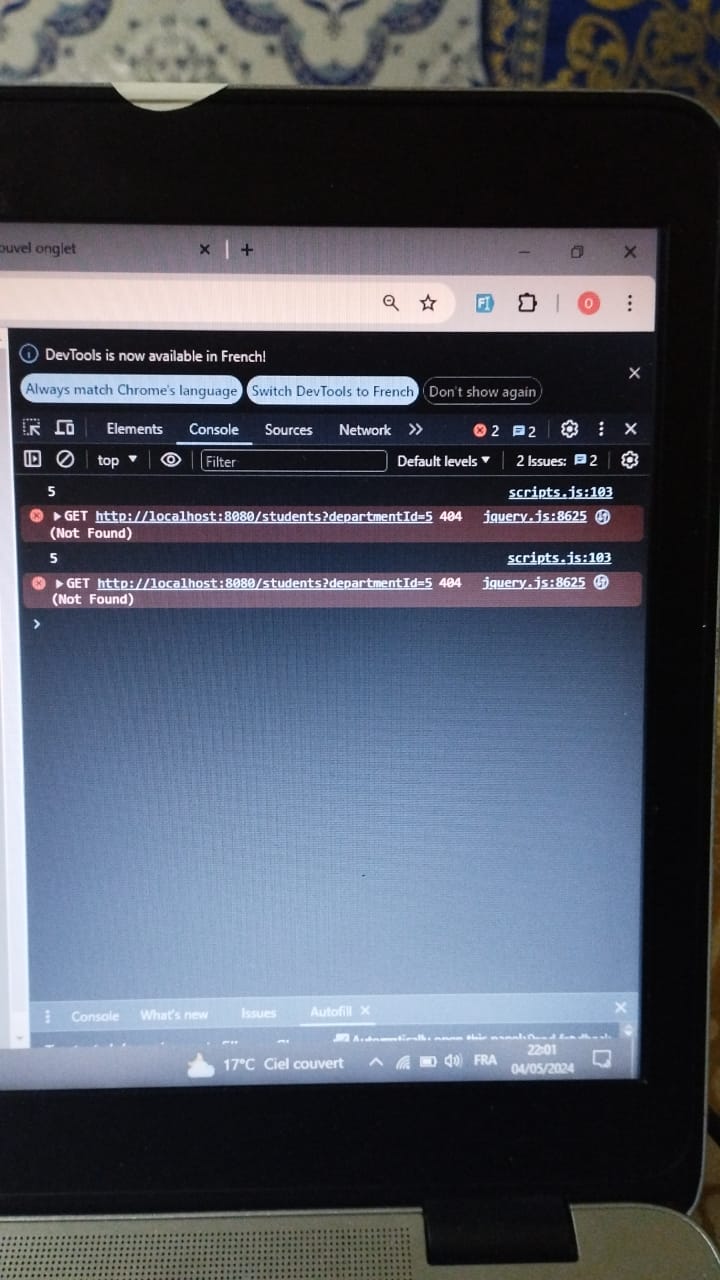 ouvel onglet
O
DevTools is now available in French!
Always match Chrome's language Switch DevTools to French Don't show again
Elements Console Sources Network 2 2
top Filter Default levels 2 Issues: 2
5 scripts.js:103
GET http://localhost:8080/students?departmentId=5 404 jquery.js:8625
(Not Found)
5 scripts.js:103
GET http://localhost:8080/students?departmentId=5 404 jquery.js:8625
(Not Found)
Console What's new Issues Autofill
Automatically open this panel
17°C Ciel couvert FRA 22:01
04/05/2024